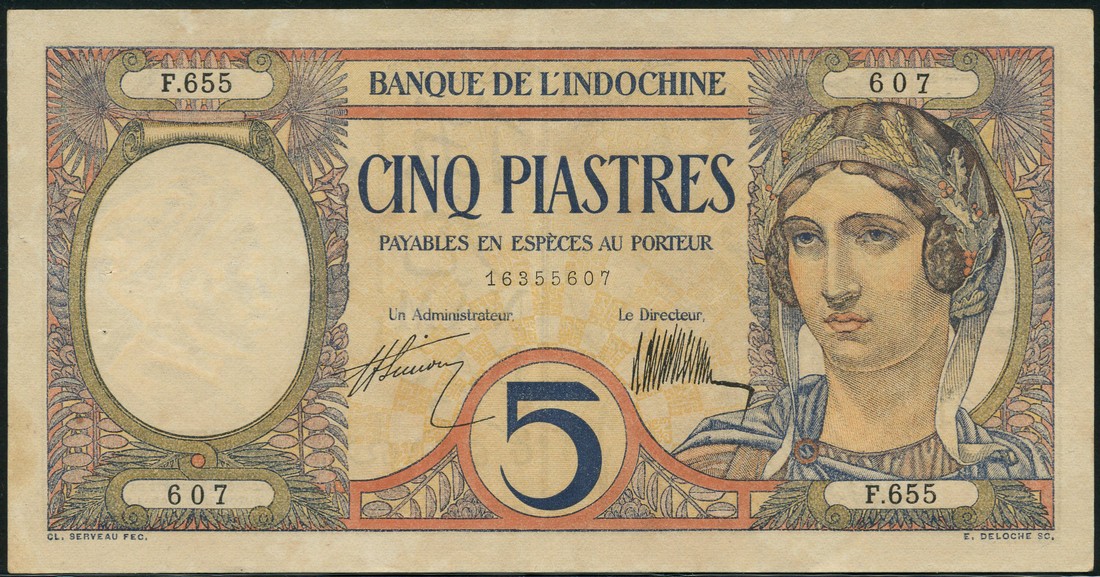 F.655
BANQUE DE L'INDOCHINE
607
CINQ PIASTRES
PAYABLES EN ESPÈCES AU PORTEUR
16355607
Un Administrateur,
Le Directeur,
5
607
F.655
CL. SERVEAU FEC.
E. DELOCHE SC.